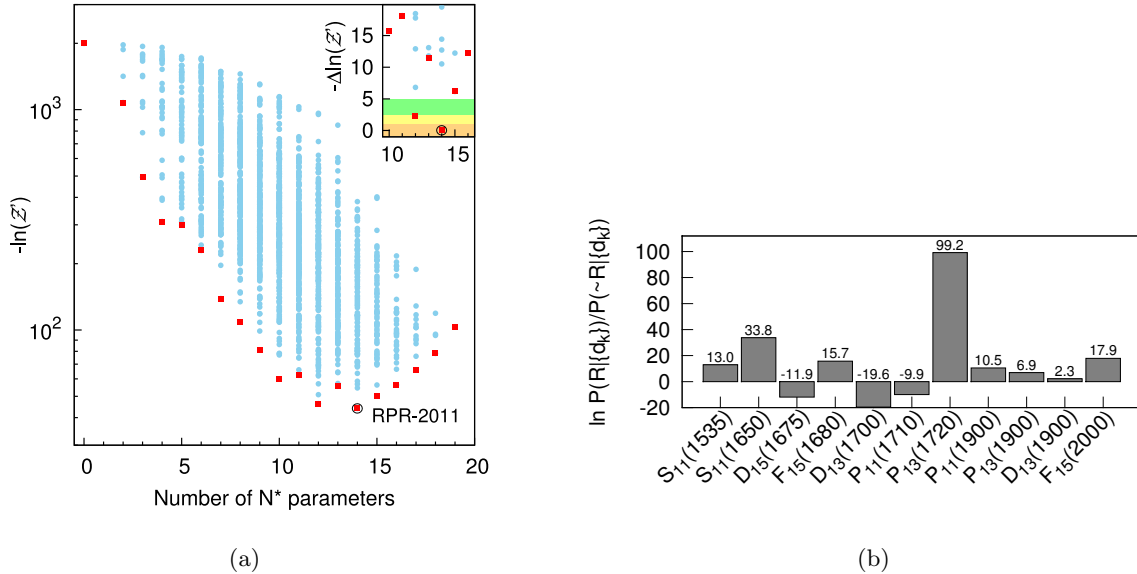 -Δln(𝒵')
15
10
5
0
10
15
10³
10²
-ln(𝒵')
RPR-2011
0
5
10
15
20
Number of N* parameters
(a)
ln P(R|{dₖ})/P(~R|{dₖ})
100
80
60
40
20
0
-20
13.0
33.8
-11.9
15.7
-19.6
-9.9
99.2
10.5
6.9
2.3
17.9
S₁₁(1535)
S₁₁(1650)
D₁₅(1675)
F₁₅(1680)
D₁₃(1700)
P₁₁(1710)
P₁₃(1720)
P₁₁(1900)
P₁₃(1900)
D₁₃(1900)
F₁₅(2000)
(b)